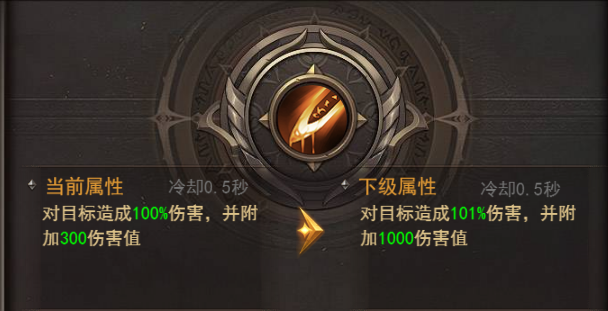 当前属性 冷却0.5秒
对目标造成100%伤害，并附
加300伤害值
下级属性 冷却0.5秒
对目标造成101%伤害，并附
加1000伤害值